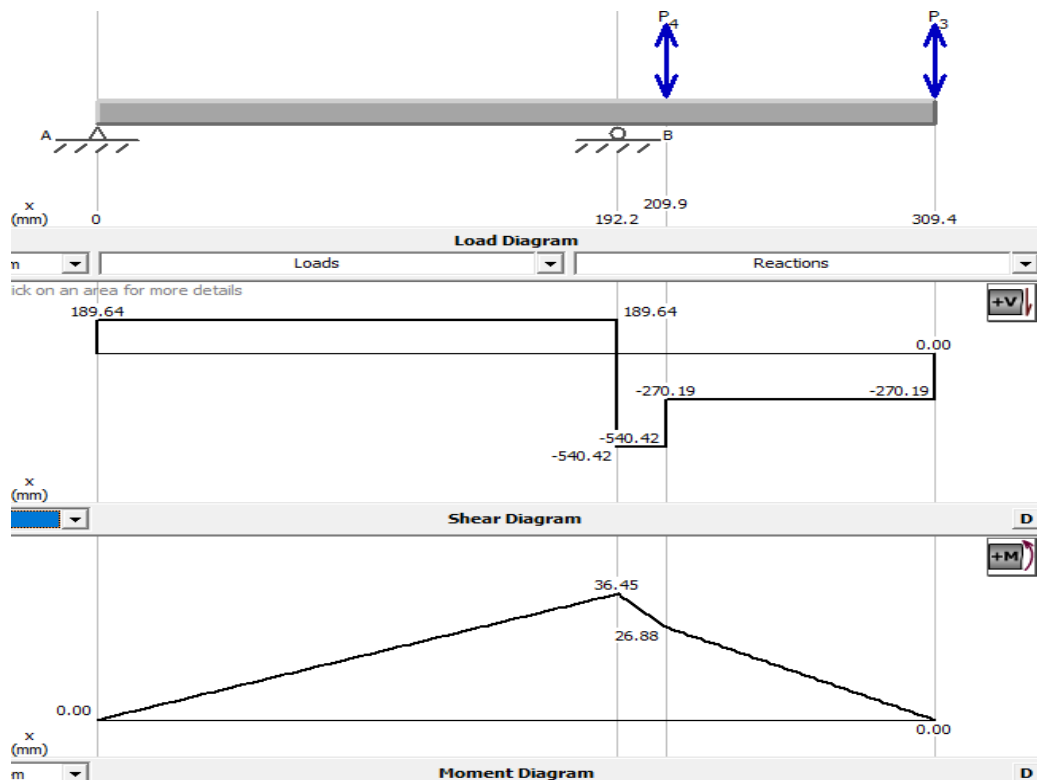 P4 P3
A B
x
(mm) 0 192.2 209.9 309.4
Load Diagram
m Loads Reactions
ick on an area for more details
+V
189.64 189.64
0.00
-270.19 -270.19
-540.42
-540.42
x
(mm)
Shear Diagram D
+M
36.45
26.88
0.00
0.00
x
(mm)
m Moment Diagram D